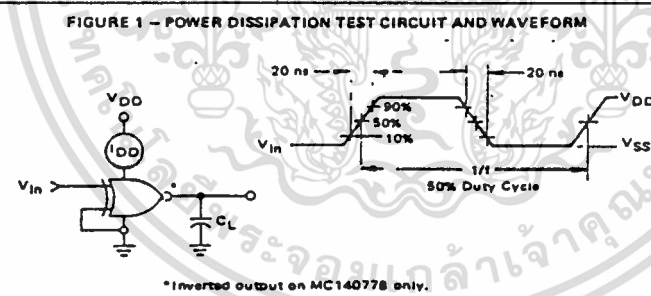 FIGURE 1 – POWER DISSIPATION TEST CIRCUIT AND WAVEFORM
20 ns
20 ns
VDD
IDD
Vin
*
CL
90%
50%
10%
Vin
VDD
VSS
1/f
50% Duty Cycle
*Inverted output on MC14077B only.